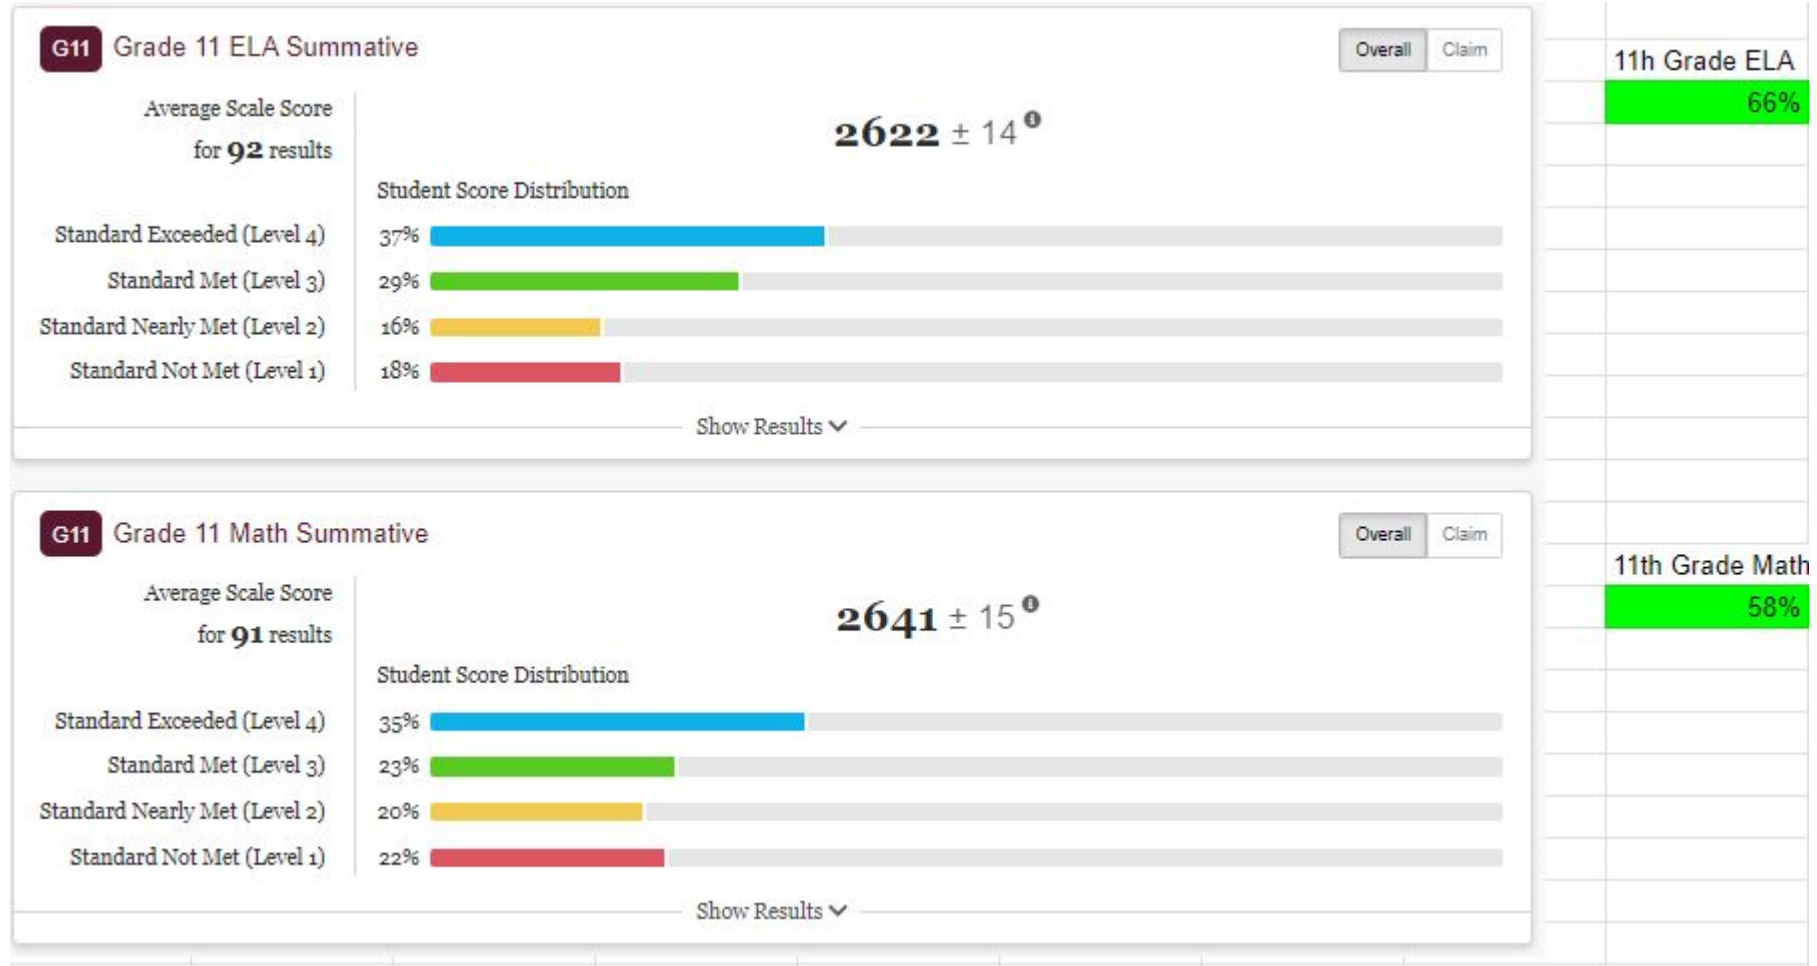 G11 Grade 11 ELA Summative
Overall Claim
Average Scale Score
for 92 results
2622 ± 14
Student Score Distribution
Standard Exceeded (Level 4) 37%
Standard Met (Level 3) 29%
Standard Nearly Met (Level 2) 16%
Standard Not Met (Level 1) 18%
Show Results
11h Grade ELA
66%
G11 Grade 11 Math Summative
Overall Claim
Average Scale Score
for 91 results
2641 ± 15
Student Score Distribution
Standard Exceeded (Level 4) 35%
Standard Met (Level 3) 23%
Standard Nearly Met (Level 2) 20%
Standard Not Met (Level 1) 22%
Show Results
11th Grade Math
58%